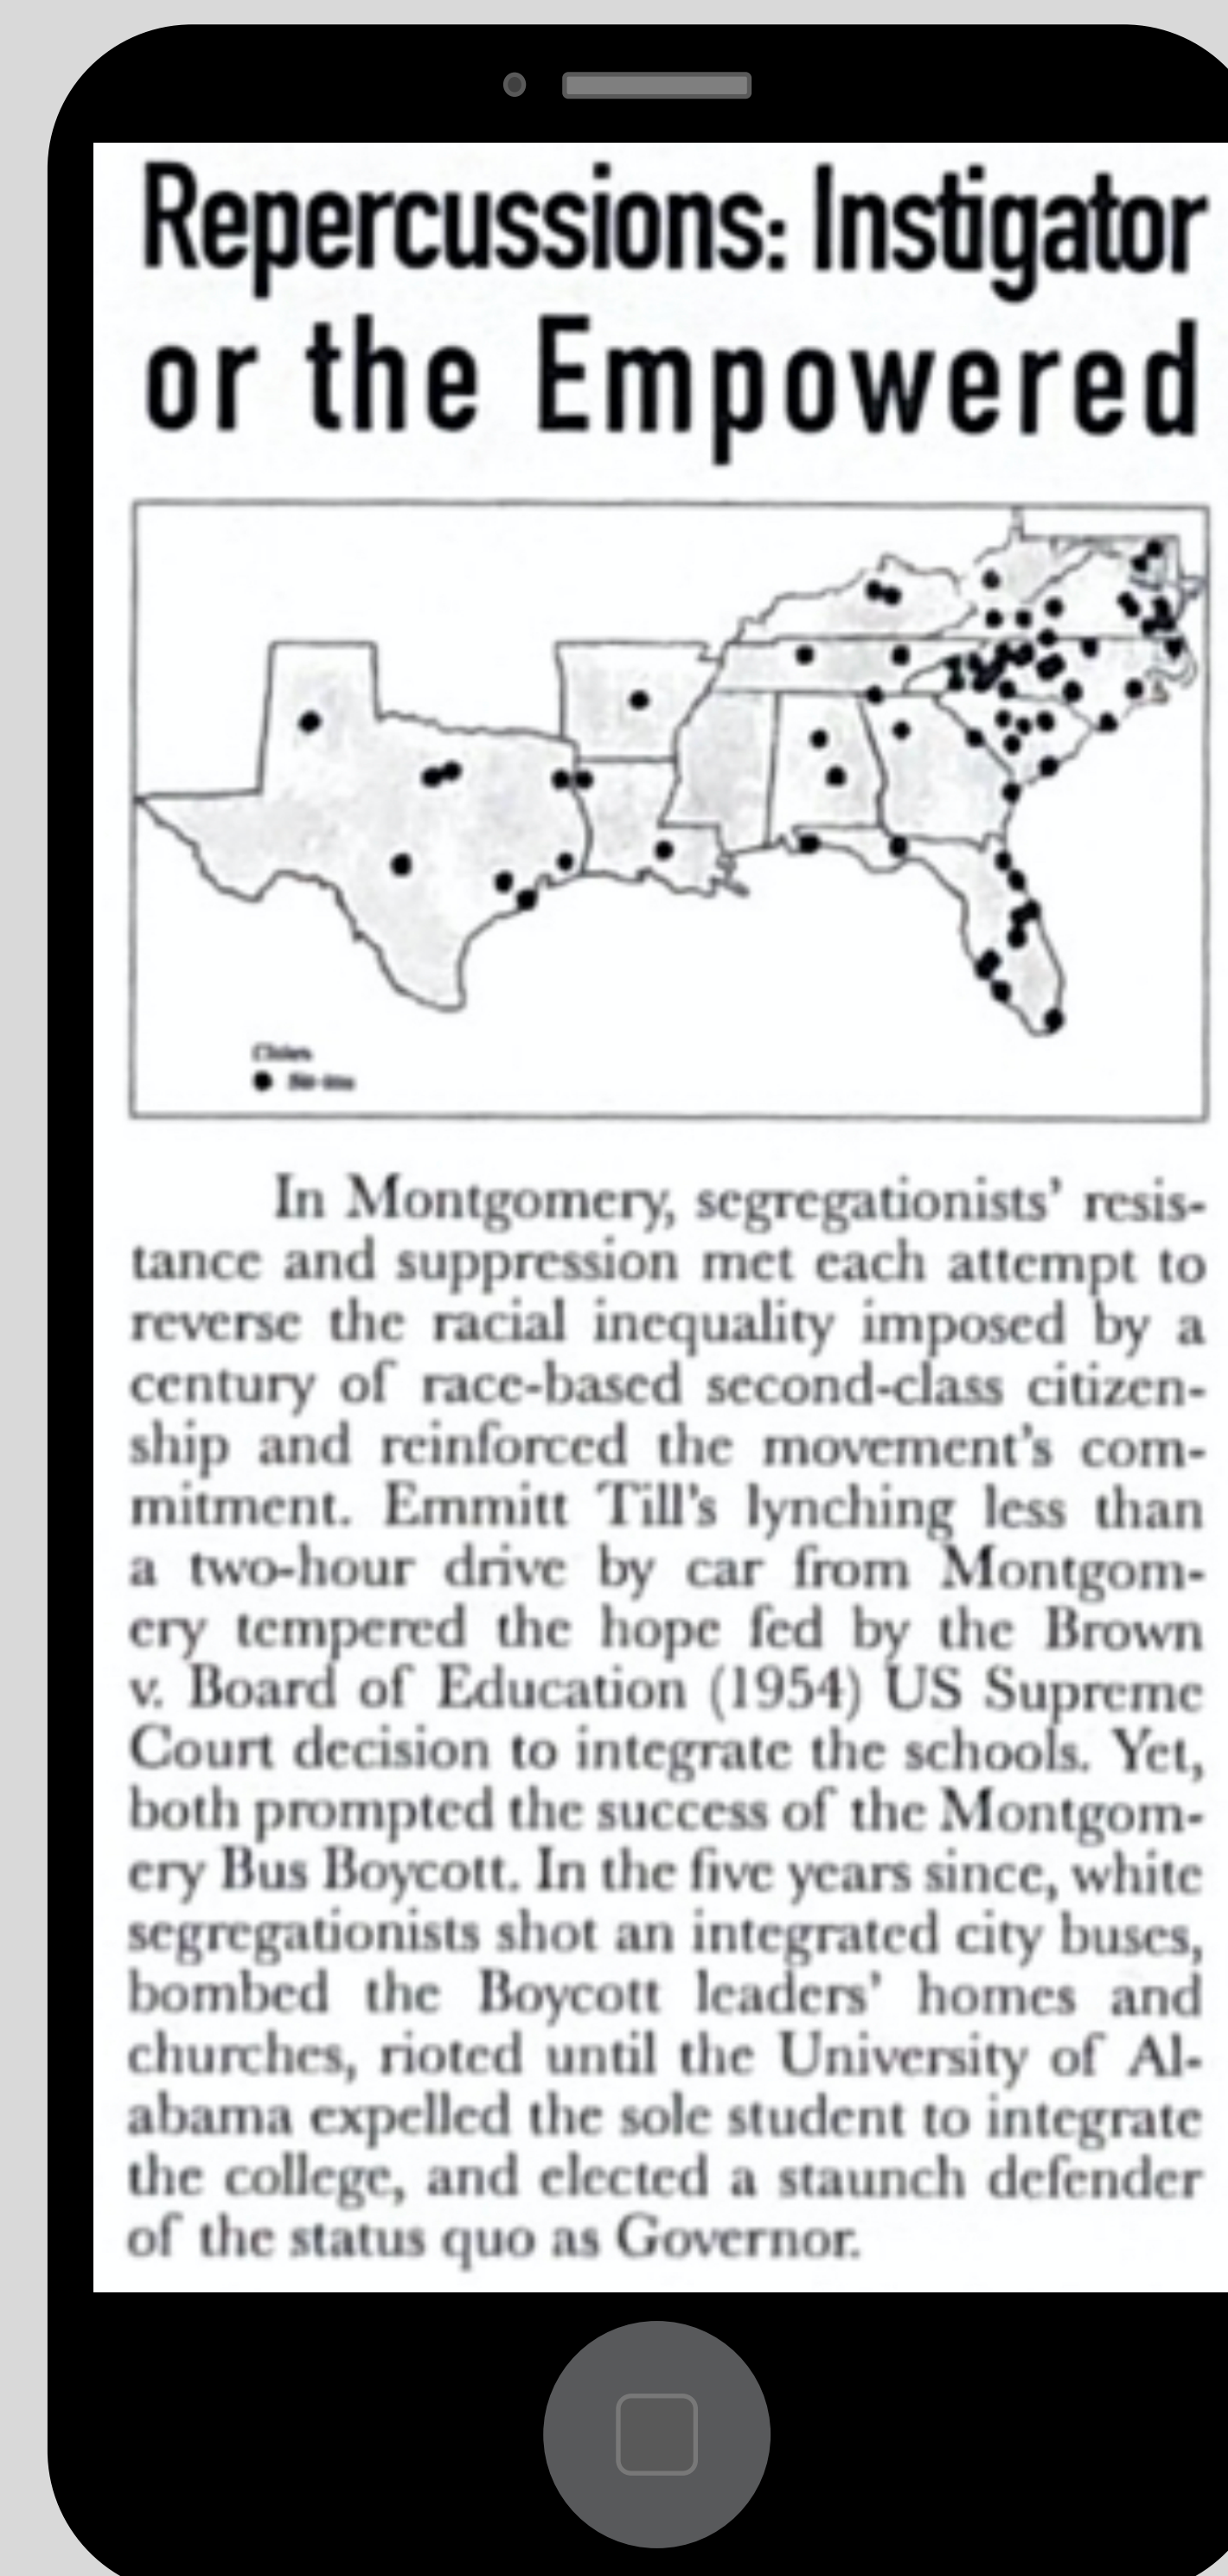 Repercussions: Instigator
or the Empowered
Cities
● Sit-ins
In Montgomery, segregationists’ resis-
tance and suppression met each attempt to
reverse the racial inequality imposed by a
century of race-based second-class citizen-
ship and reinforced the movement’s com-
mitment. Emmitt Till’s lynching less than
a two-hour drive by car from Montgom-
ery tempered the hope fed by the Brown
v. Board of Education (1954) US Supreme
Court decision to integrate the schools. Yet,
both prompted the success of the Montgom-
ery Bus Boycott. In the five years since, white
segregationists shot an integrated city buses,
bombed the Boycott leaders’ homes and
churches, rioted until the University of Al-
abama expelled the sole student to integrate
the college, and elected a staunch defender
of the status quo as Governor.